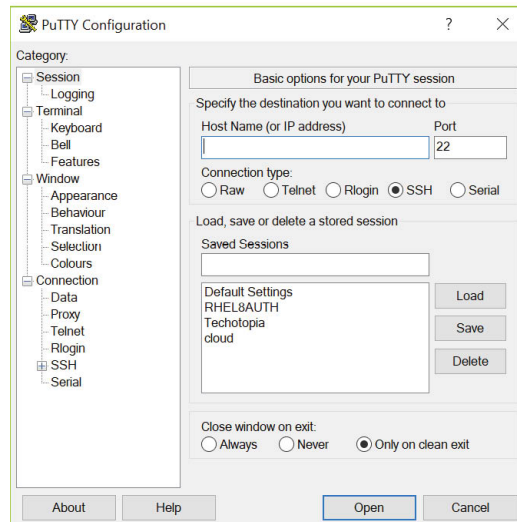 PuTTY Configuration
?
Category:
Session
Logging
Terminal
Keyboard
Bell
Features
Window
Appearance
Behaviour
Translation
Selection
Colours
Connection
Data
Proxy
Telnet
Rlogin
SSH
Serial
Basic options for your PuTTY session
Specify the destination you want to connect to
Host Name (or IP address) Port
22
Connection type:
Raw Telnet Rlogin SSH Serial
Load, save or delete a stored session
Saved Sessions
Default Settings
RHEL8AUTH
Techotopia
cloud
Load
Save
Delete
Close window on exit:
Always Never Only on clean exit
About Help Open Cancel